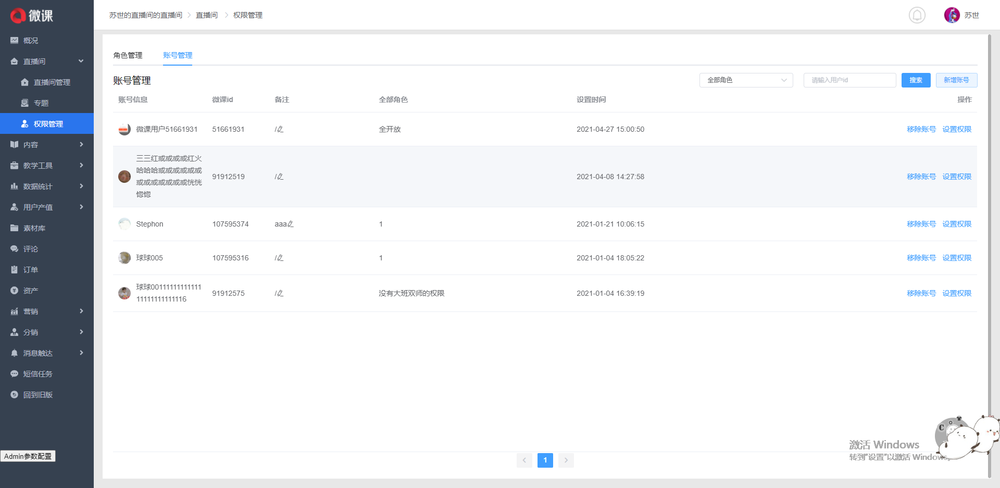 微课
苏世的直播间的直播间 > 直播间 > 权限管理
苏世
概况
直播间
直播间管理
专题
权限管理
内容
教学工具
数据统计
用户产值
素材库
评论
订单
资产
营销
分销
消息触达
短信任务
回到旧版
Admin参数配置
角色管理 账号管理
账号管理
全部角色 请输入用户id 搜索 新增账号
账号信息 微课id 备注 全部角色 设置时间 操作
微课用户51661931 51661931 / 全开放 2021-04-27 15:00:50 移除账号 设置权限
三三红或或或或红火
哈哈哈或或或或或或
91912519 / 2021-04-08 14:27:58 移除账号 设置权限
或或或或或或或恍恍
惚惚
Stephon 107595374 aaa 1 2021-01-21 10:06:15 移除账号 设置权限
球球005 107595316 / 1 2021-01-04 18:05:22 移除账号 设置权限
球球00111111111111
11111111111116
91912575 / 没有大班双师的权限 2021-01-04 16:39:19 移除账号 设置权限
1
激活 Windows
转到"设置"以激活 Windows。